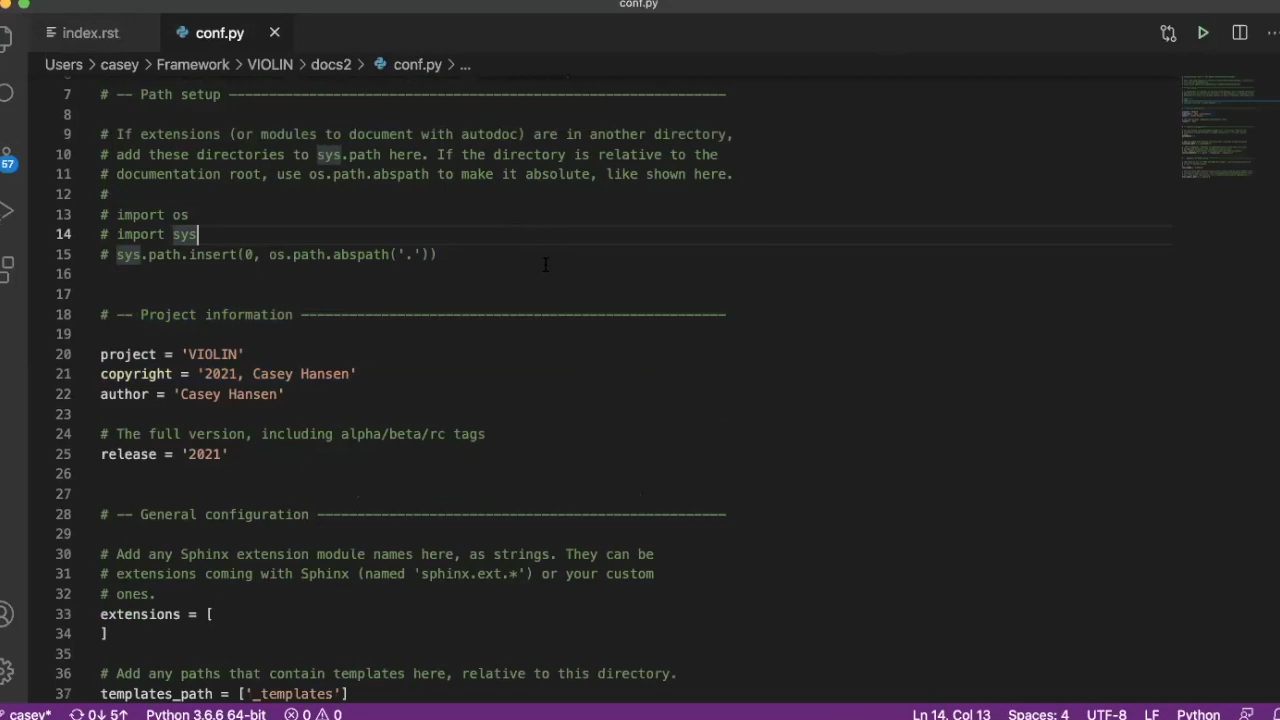 conf.py
index.rst
conf.py
Users > casey > Framework > VIOLIN > docs2 > conf.py > ...
7 # -- Path setup --------------------------------------------------------------
8
9 # If extensions (or modules to document with autodoc) are in another directory,
10 # add these directories to sys.path here. If the directory is relative to the
11 # documentation root, use os.path.abspath to make it absolute, like shown here.
12 #
13 # import os
14 # import sys
15 # sys.path.insert(0, os.path.abspath('.'))
16
17
18 # -- Project information -----------------------------------------------------
19
20 project = 'VIOLIN'
21 copyright = '2021, Casey Hansen'
22 author = 'Casey Hansen'
23
24 # The full version, including alpha/beta/rc tags
25 release = '2021'
26
27
28 # -- General configuration ---------------------------------------------------
29
30 # Add any Sphinx extension module names here, as strings. They can be
31 # extensions coming with Sphinx (named 'sphinx.ext.*') or your custom
32 # ones.
33 extensions = [
34 ]
35
36 # Add any paths that contain templates here, relative to this directory.
37 templates_path = ['_templates']
57
casey* 0↓ 5↑ Python 3.6.6 64-bit 0 0 Ln 14, Col 13 Spaces: 4 UTF-8 LF Python